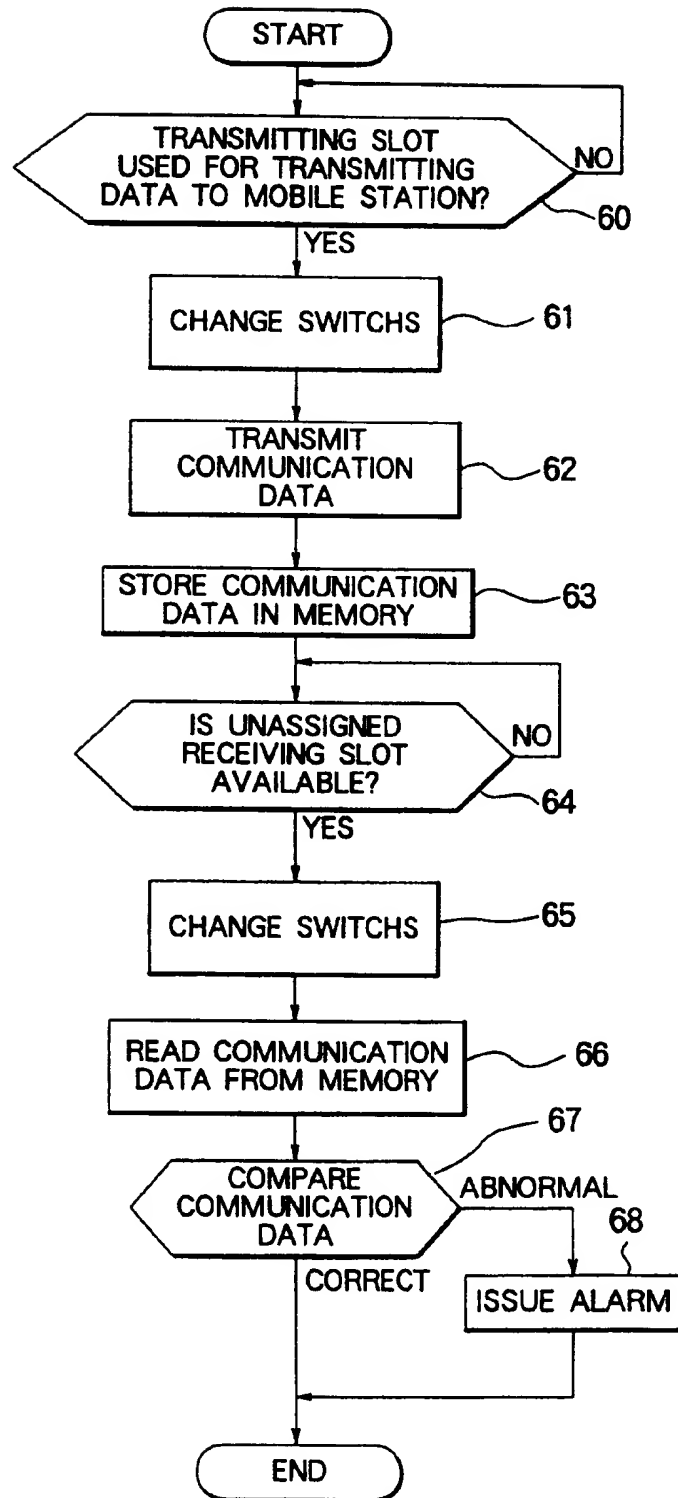 START
TRANSMITTING SLOT
USED FOR TRANSMITTING
DATA TO MOBILE STATION?
NO
60
YES
CHANGE SWITCHS
61
TRANSMIT
COMMUNICATION
DATA
62
STORE COMMUNICATION
DATA IN MEMORY
63
IS UNASSIGNED
RECEIVING SLOT
AVAILABLE?
NO
64
YES
CHANGE SWITCHS
65
READ COMMUNICATION
DATA FROM MEMORY
66
67
COMPARE
COMMUNICATION
DATA
ABNORMAL
68
CORRECT
ISSUE ALARM
END